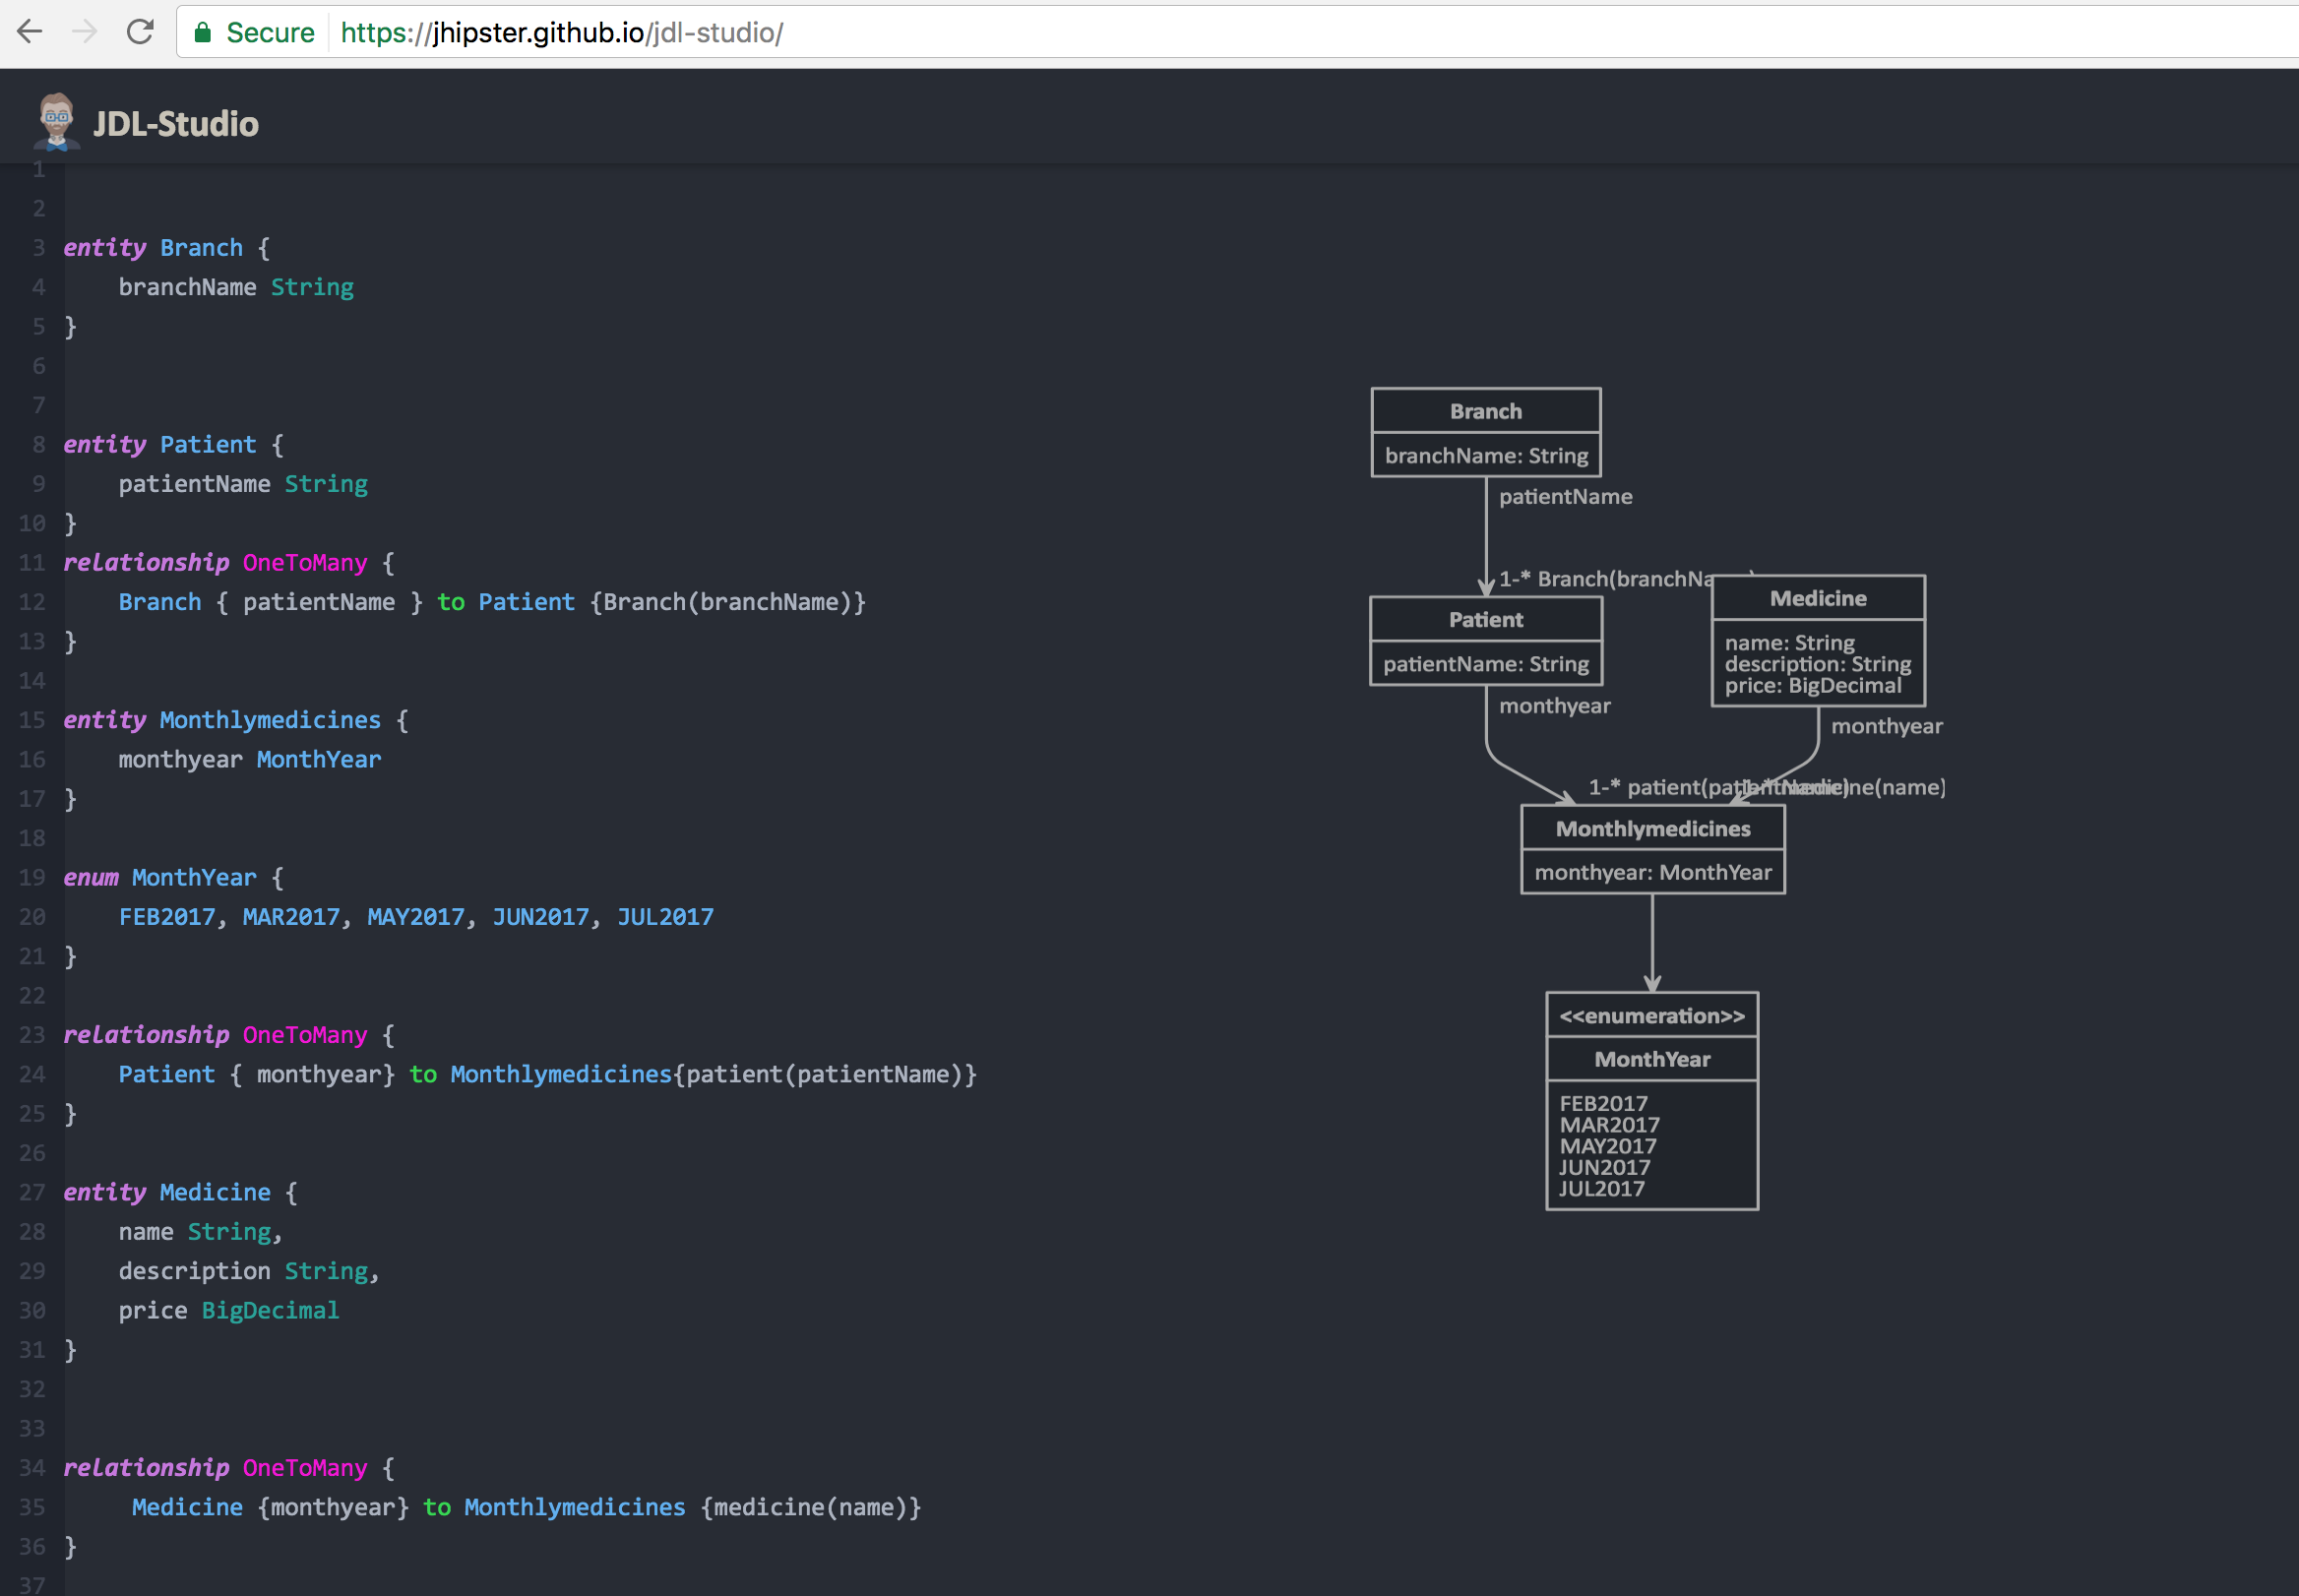 Secure https://jhipster.github.io/jdl-studio/
JDL-Studio
1
2
3 entity Branch {
4 branchName String
5 }
6
7
8 entity Patient {
9 patientName String
10 }
11 relationship OneToMany {
12 Branch { patientName } to Patient {Branch(branchName)}
13 }
14
15 entity Monthlymedicines {
16 monthyear MonthYear
17 }
18
19 enum MonthYear {
20 FEB2017, MAR2017, MAY2017, JUN2017, JUL2017
21 }
22
23 relationship OneToMany {
24 Patient { monthyear} to Monthlymedicines{patient(patientName)}
25 }
26
27 entity Medicine {
28 name String,
29 description String,
30 price BigDecimal
31 }
32
33
34 relationship OneToMany {
35 Medicine {monthyear} to Monthlymedicines {medicine(name)}
36 }
37
Branch
branchName: String
patientName
1-* Branch(branchNa
Patient
patientName: String
monthyear
Medicine
name: String
description: String
price: BigDecimal
monthyear
1-* patient(patientName)
Monthlymedicines
monthyear: MonthYear
<<enumeration>>
MonthYear
FEB2017
MAR2017
MAY2017
JUN2017
JUL2017